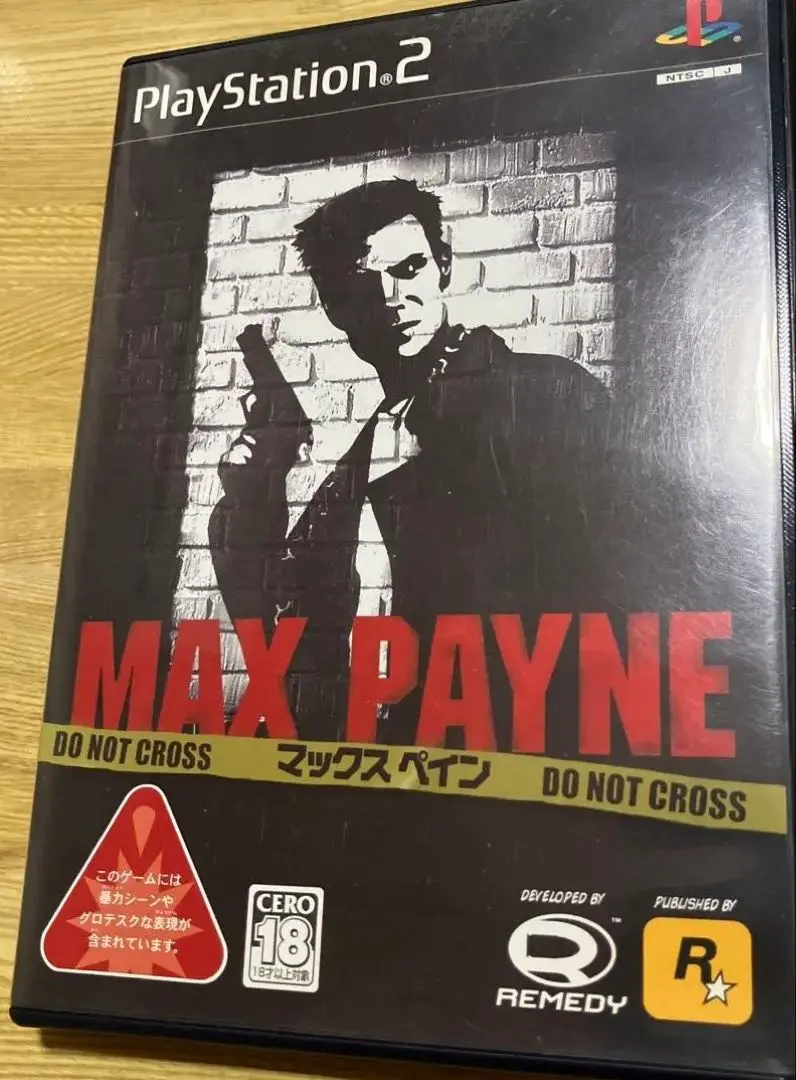 PlayStation®2
NTSC J
MAX PAYNE
DO NOT CROSS マックス ペイン DO NOT CROSS
このゲームには
暴力シーンや
グロテスクな表現が
含まれています。
CERO
18
18才以上対象
DEVELOPED BY
REMEDY™
PUBLISHED BY
R